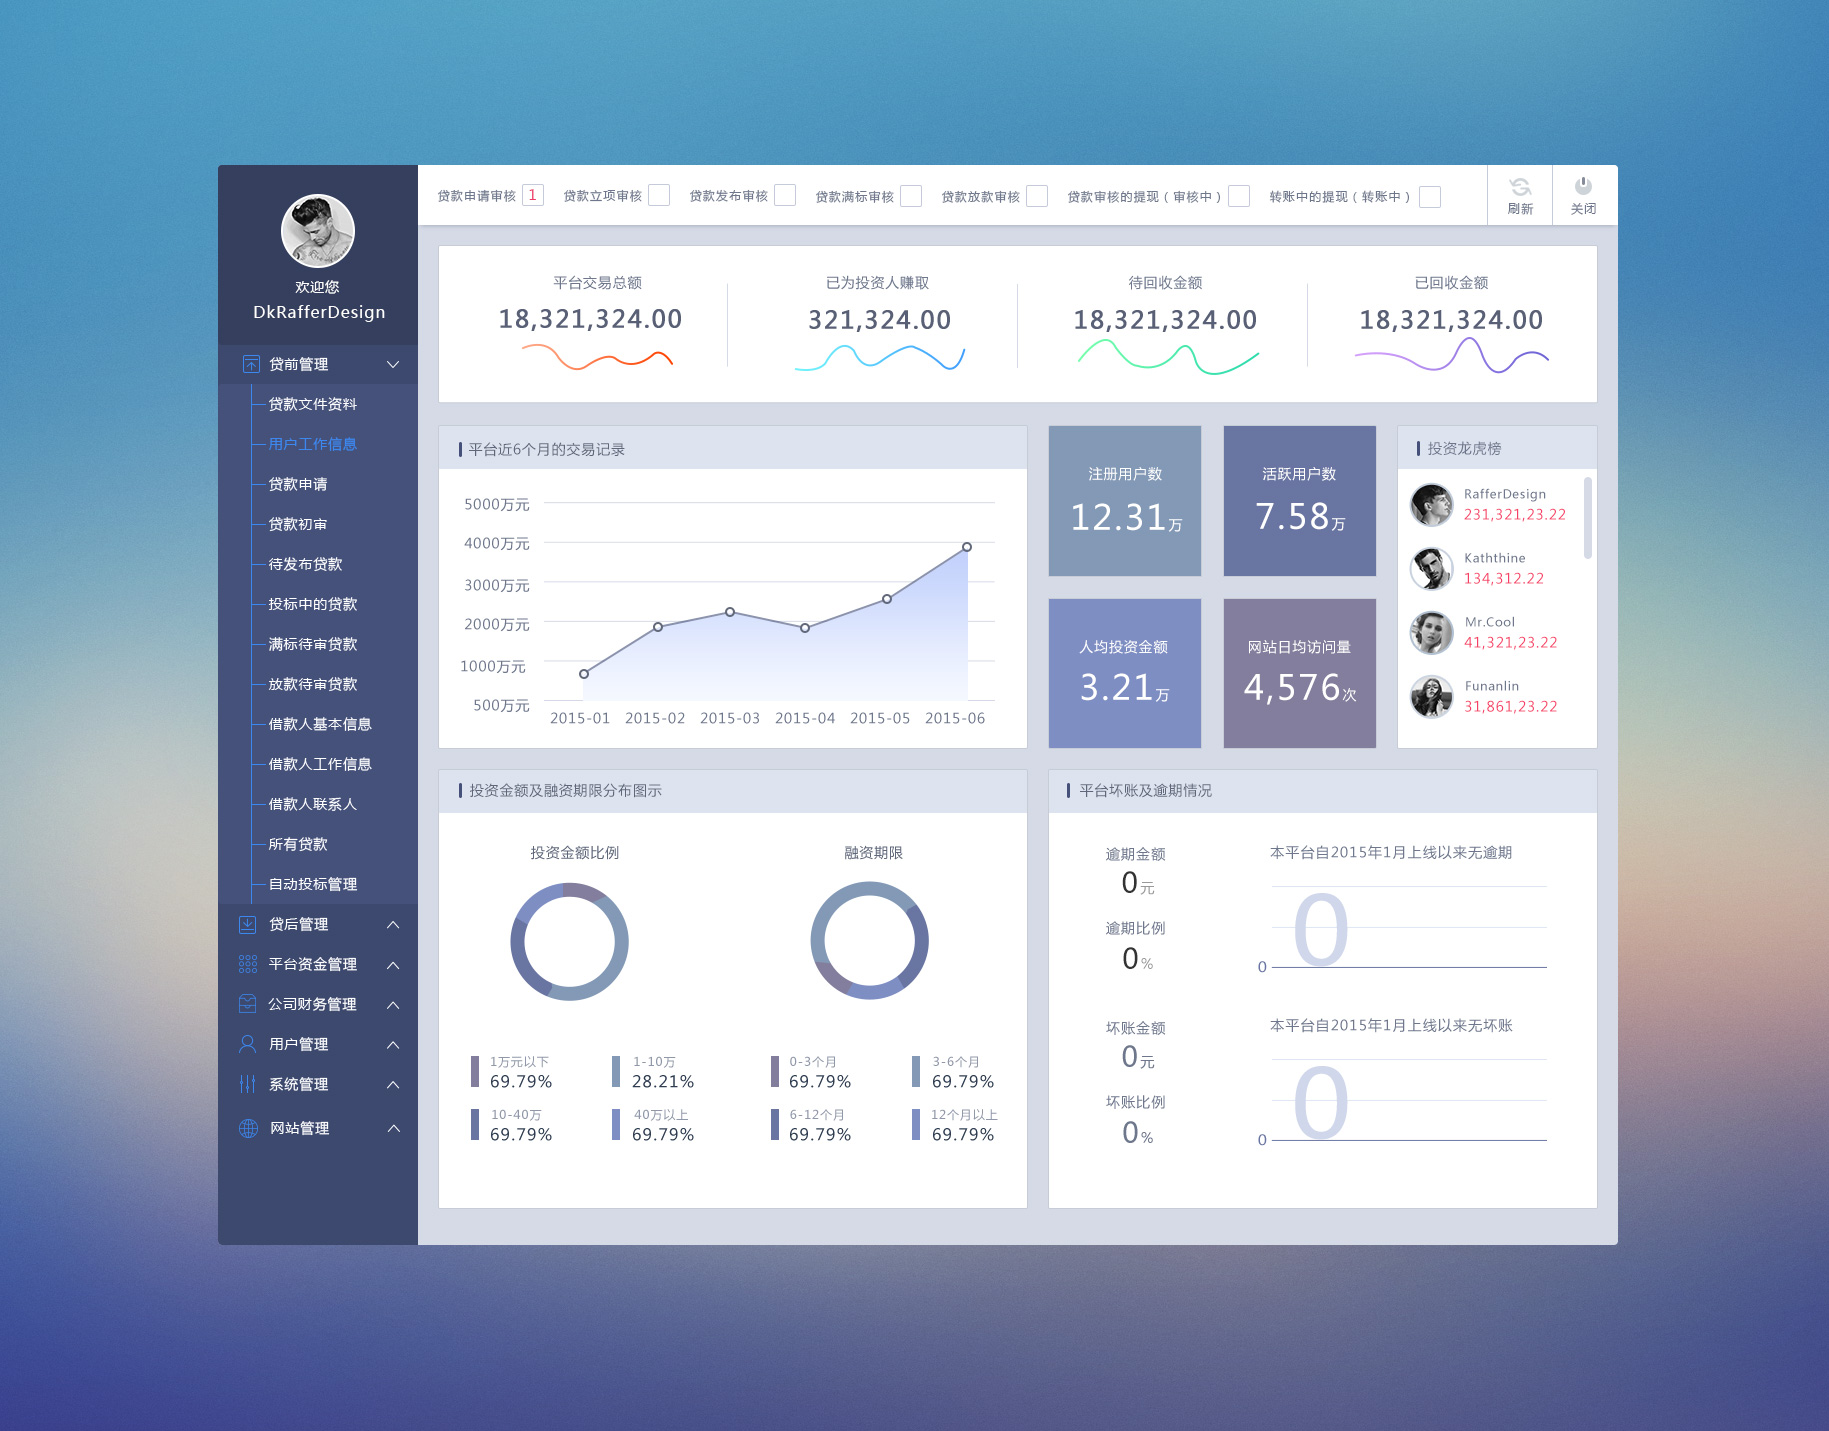 欢迎您
DkRafferDesign
贷前管理
贷款文件资料
用户工作信息
贷款申请
贷款初审
待发布贷款
投标中的贷款
满标待审贷款
放款待审贷款
借款人基本信息
借款人工作信息
借款人联系人
所有贷款
自动投标管理
贷后管理
平台资金管理
公司财务管理
用户管理
系统管理
网站管理
贷款申请审核 1 贷款立项审核 贷款发布审核 贷款满标审核 贷款放款审核 贷款审核的提现（审核中） 转账中的提现（转账中） 刷新 关闭
平台交易总额
18,321,324.00
已为投资人赚取
321,324.00
待回收金额
18,321,324.00
已回收金额
18,321,324.00
平台近6个月的交易记录
5000万元
4000万元
3000万元
2000万元
1000万元
500万元
2015-01 2015-02 2015-03 2015-04 2015-05 2015-06
注册用户数
12.31万
活跃用户数
7.58万
人均投资金额
3.21万
网站日均访问量
4,576次
投资龙虎榜
RafferDesign
231,321,23.22
Kaththine
134,312.22
Mr.Cool
41,321,23.22
Funanlin
31,861,23.22
投资金额及融资期限分布图示
投资金额比例
1万元以下
69.79%
1-10万
28.21%
10-40万
69.79%
40万以上
69.79%
融资期限
0-3个月
69.79%
3-6个月
69.79%
6-12个月
69.79%
12个月以上
69.79%
平台坏账及逾期情况
逾期金额
0元
逾期比例
0%
本平台自2015年1月上线以来无逾期
0
0
坏账金额
0元
坏账比例
0%
本平台自2015年1月上线以来无坏账
0
0